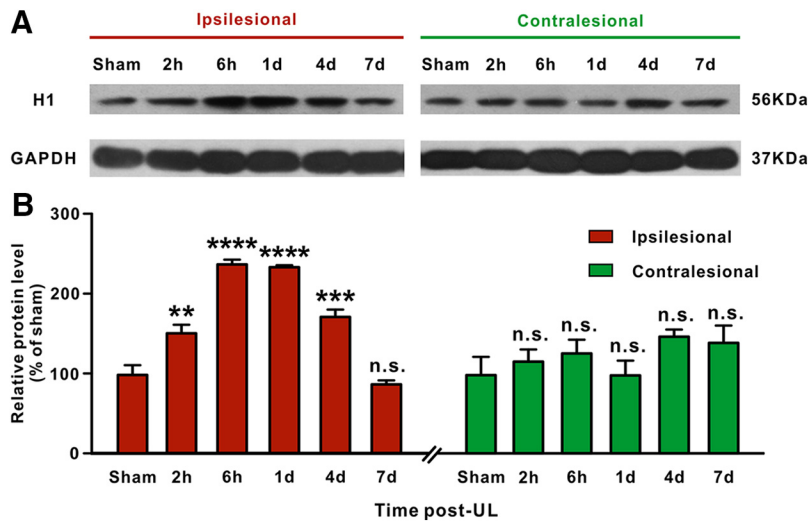 A
Ipsilesional Contralesional
Sham 2h 6h 1d 4d 7d Sham 2h 6h 1d 4d 7d
H1 56KDa
GAPDH 37KDa
B
Relative protein level
(% of sham)
300
200
100
0
** **** **** *** n.s. n.s. n.s. n.s. n.s. n.s.
Ipsilesional
Contralesional
Sham 2h 6h 1d 4d 7d Sham 2h 6h 1d 4d 7d
Time post-UL